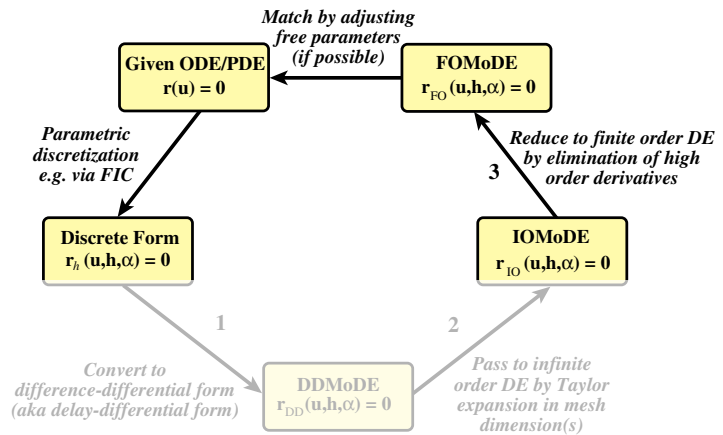 Match by adjusting
free parameters
(if possible)
Given ODE/PDE
r(u) = 0
FOMoDE
r_FO (u,h,α) = 0
Parametric
discretization
e.g. via FIC
Reduce to finite order DE
by elimination of high
order derivatives
3
Discrete Form
r_h (u,h,α) = 0
IOMoDE
r_IO (u,h,α) = 0
1
2
Convert to
difference-differential form
(aka delay-differential form)
DDMoDE
r_DD(u,h,α) = 0
Pass to infinite
order DE by Taylor
expansion in mesh
dimension(s)